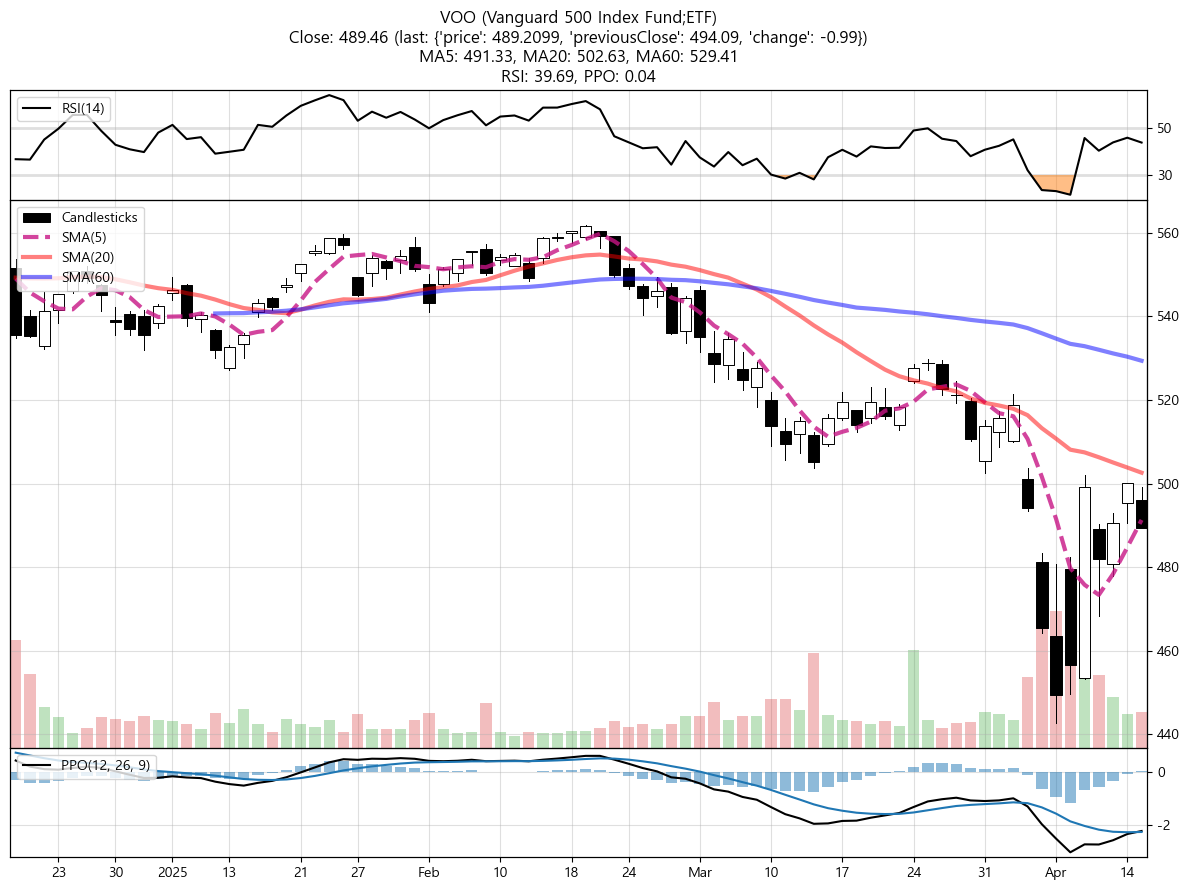 VOO (Vanguard 500 Index Fund;ETF)
Close: 489.46 (last: {'price': 489.2099, 'previousClose': 494.09, 'change': -0.99})
MA5: 491.33, MA20: 502.63, MA60: 529.41
RSI: 39.69, PPO: 0.04
RSI(14)
50
30
Candlesticks
SMA(5)
SMA(20)
SMA(60)
560
540
520
500
480
460
440
PPO(12, 26, 9)
0
-2
23 30 2025 13 21 27 Feb 10 18 24 Mar 10 17 24 31 Apr 14